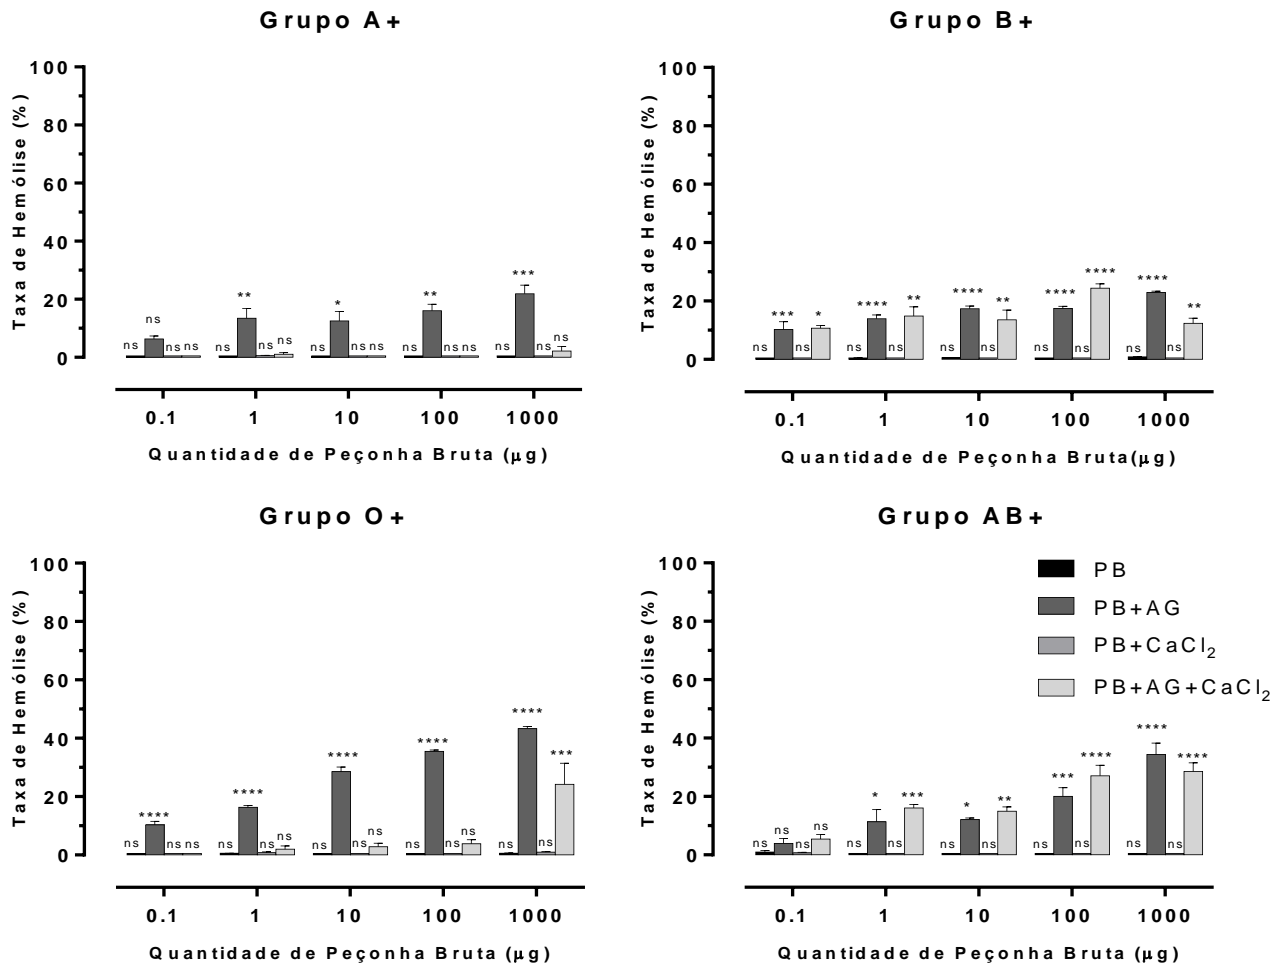 Grupo A+
Taxa de Hemólise (%)
100
80
60
40
20
0
ns ns ns ns
ns ** ns ns
ns * ns ns
ns ** ns ns
ns *** ns ns
0.1 1 10 100 1000
Quantidade de Peçonha Bruta (µg)
Grupo B+
Taxa de Hemólise (%)
100
80
60
40
20
0
ns *** ns *
ns **** ns **
ns **** ns **
ns **** ns ****
ns **** ns **
0.1 1 10 100 1000
Quantidade de Peçonha Bruta(µg)
Grupo O+
Taxa de Hemólise (%)
100
80
60
40
20
0
ns **** ns ns
ns **** ns ns
ns **** ns ns
ns **** ns ns
ns **** ns ***
0.1 1 10 100 1000
Quantidade de Peçonha Bruta (µg)
Grupo AB+
Taxa de Hemólise (%)
100
80
60
40
20
0
ns ns ns ns
ns * ns ***
ns * ns **
ns *** ns ****
ns **** ns ****
0.1 1 10 100 1000
Quantidade de Peçonha Bruta (µg)
PB
PB+AG
PB+CaCl₂
PB+AG+CaCl₂